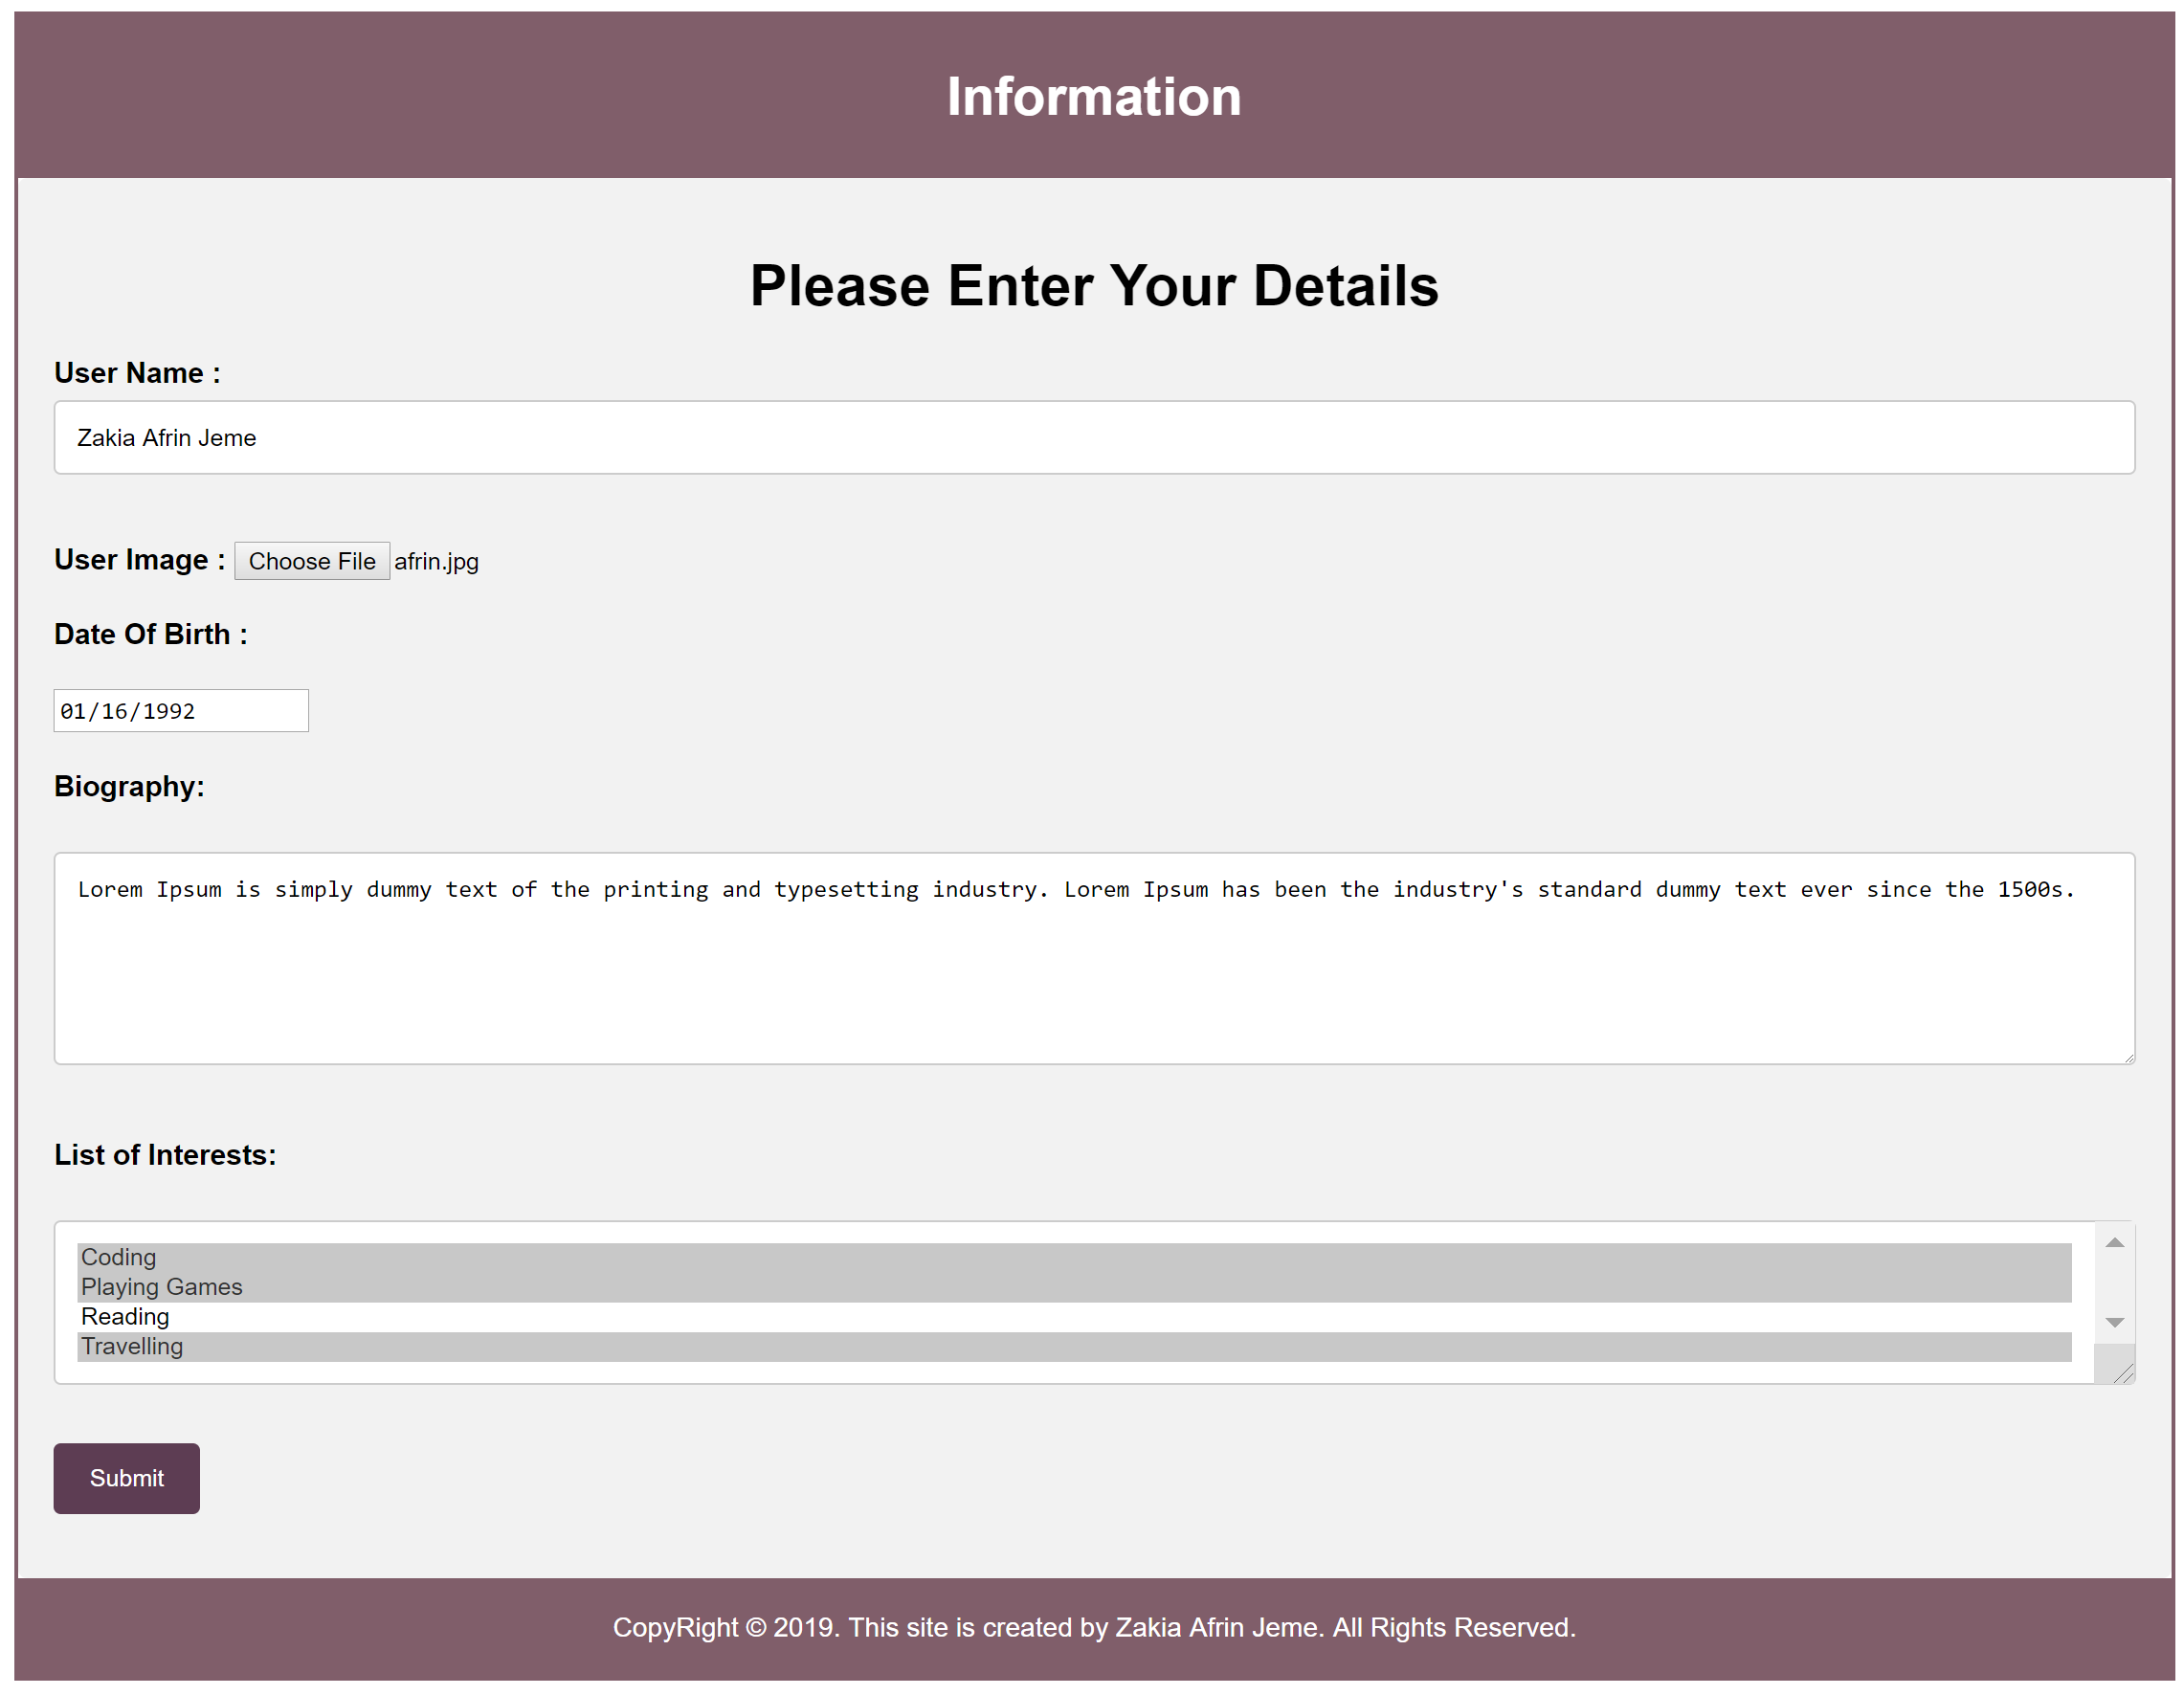 Information
Please Enter Your Details
User Name :
Zakia Afrin Jeme
User Image : Choose File afrin.jpg
Date Of Birth :
01/16/1992
Biography:
Lorem Ipsum is simply dummy text of the printing and typesetting industry. Lorem Ipsum has been the industry's standard dummy text ever since the 1500s.
List of Interests:
Coding
Playing Games
Reading
Travelling
Submit
CopyRight © 2019. This site is created by Zakia Afrin Jeme. All Rights Reserved.